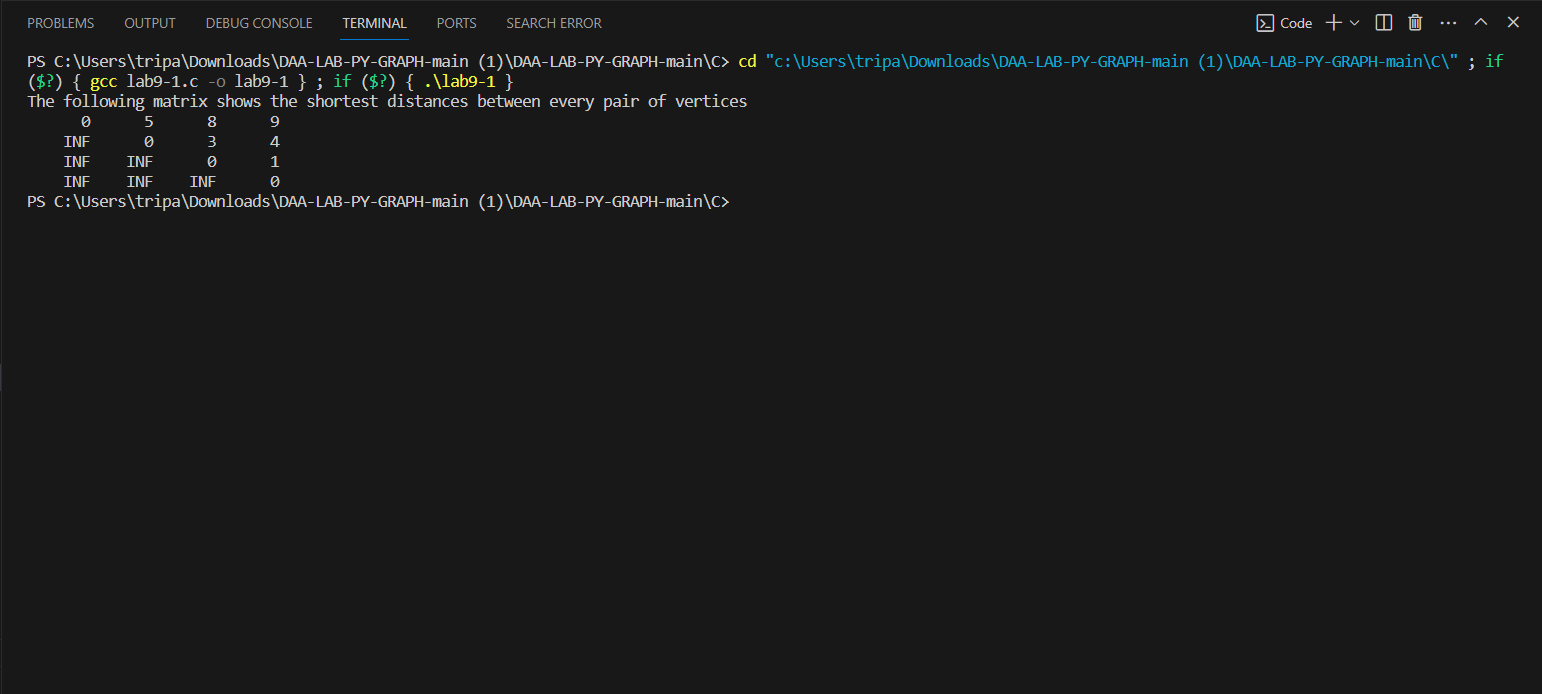 PROBLEMS OUTPUT DEBUG CONSOLE TERMINAL PORTS SEARCH ERROR Code
PS C:\Users\tripa\Downloads\DAA-LAB-PY-GRAPH-main (1)\DAA-LAB-PY-GRAPH-main\C> cd "c:\Users\tripa\Downloads\DAA-LAB-PY-GRAPH-main (1)\DAA-LAB-PY-GRAPH-main\C\" ; if
($?) { gcc lab9-1.c -o lab9-1 } ; if ($?) { .\lab9-1 }
The following matrix shows the shortest distances between every pair of vertices
0 5 8 9
INF 0 3 4
INF INF 0 1
INF INF INF 0
PS C:\Users\tripa\Downloads\DAA-LAB-PY-GRAPH-main (1)\DAA-LAB-PY-GRAPH-main\C>